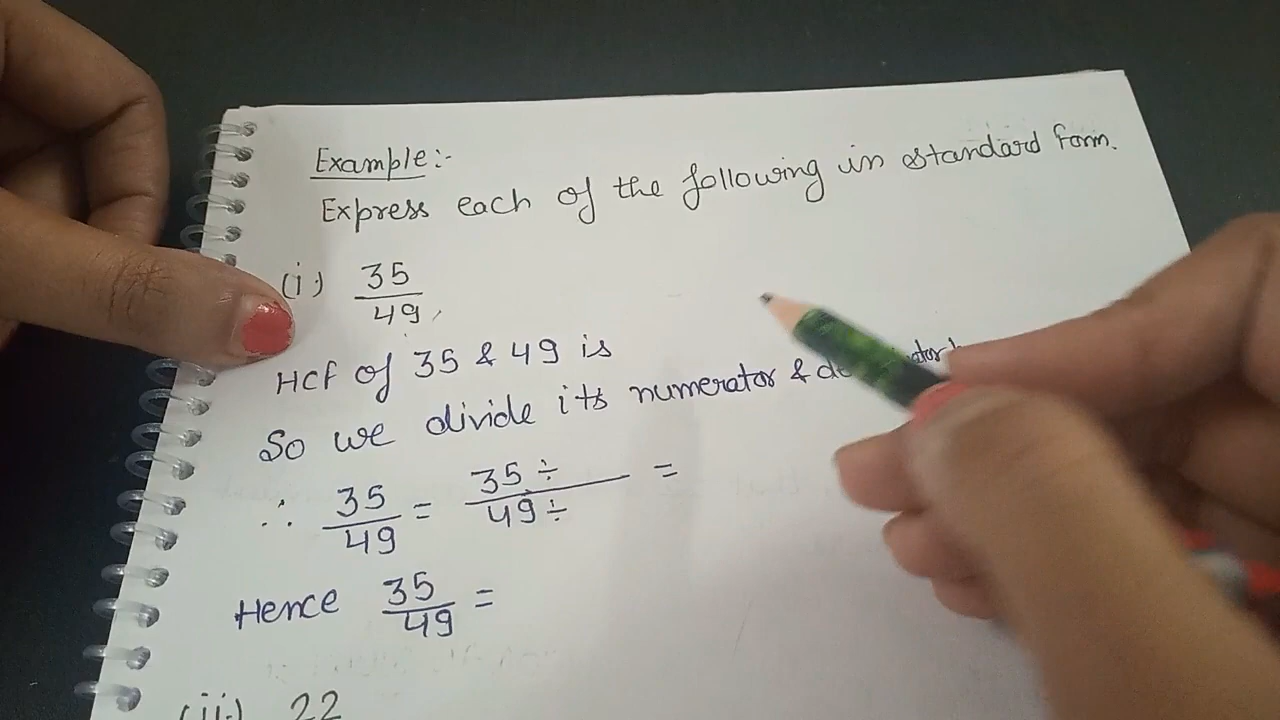 Example:-
Express each of the following in standard form.
(i) 35/49
HCF of 35 & 49 is
So we divide its numerator &
∴ 35/49 = 35÷/49÷ =
Hence 35/49 =
(ii) 22